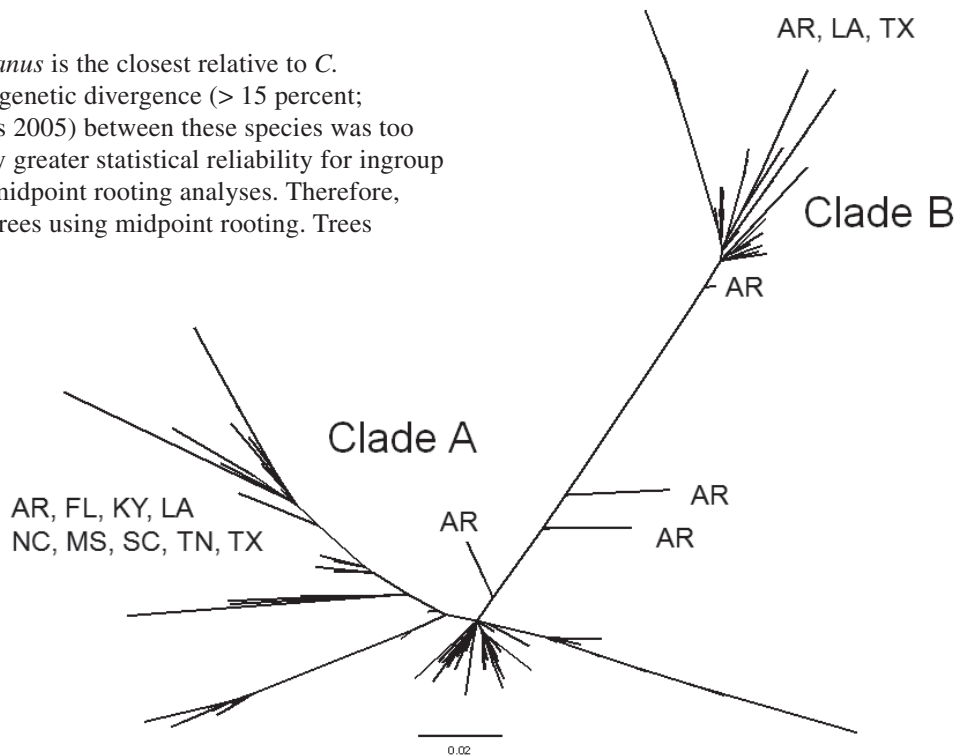 anus is the closest relative to C.
genetic divergence (> 15 percent;
s 2005) between these species was too
y greater statistical reliability for ingroup
midpoint rooting analyses. Therefore,
trees using midpoint rooting. Trees
AR, LA, TX
Clade B
AR
Clade A
AR, FL, KY, LA
NC, MS, SC, TN, TX
AR
AR
AR
0.02